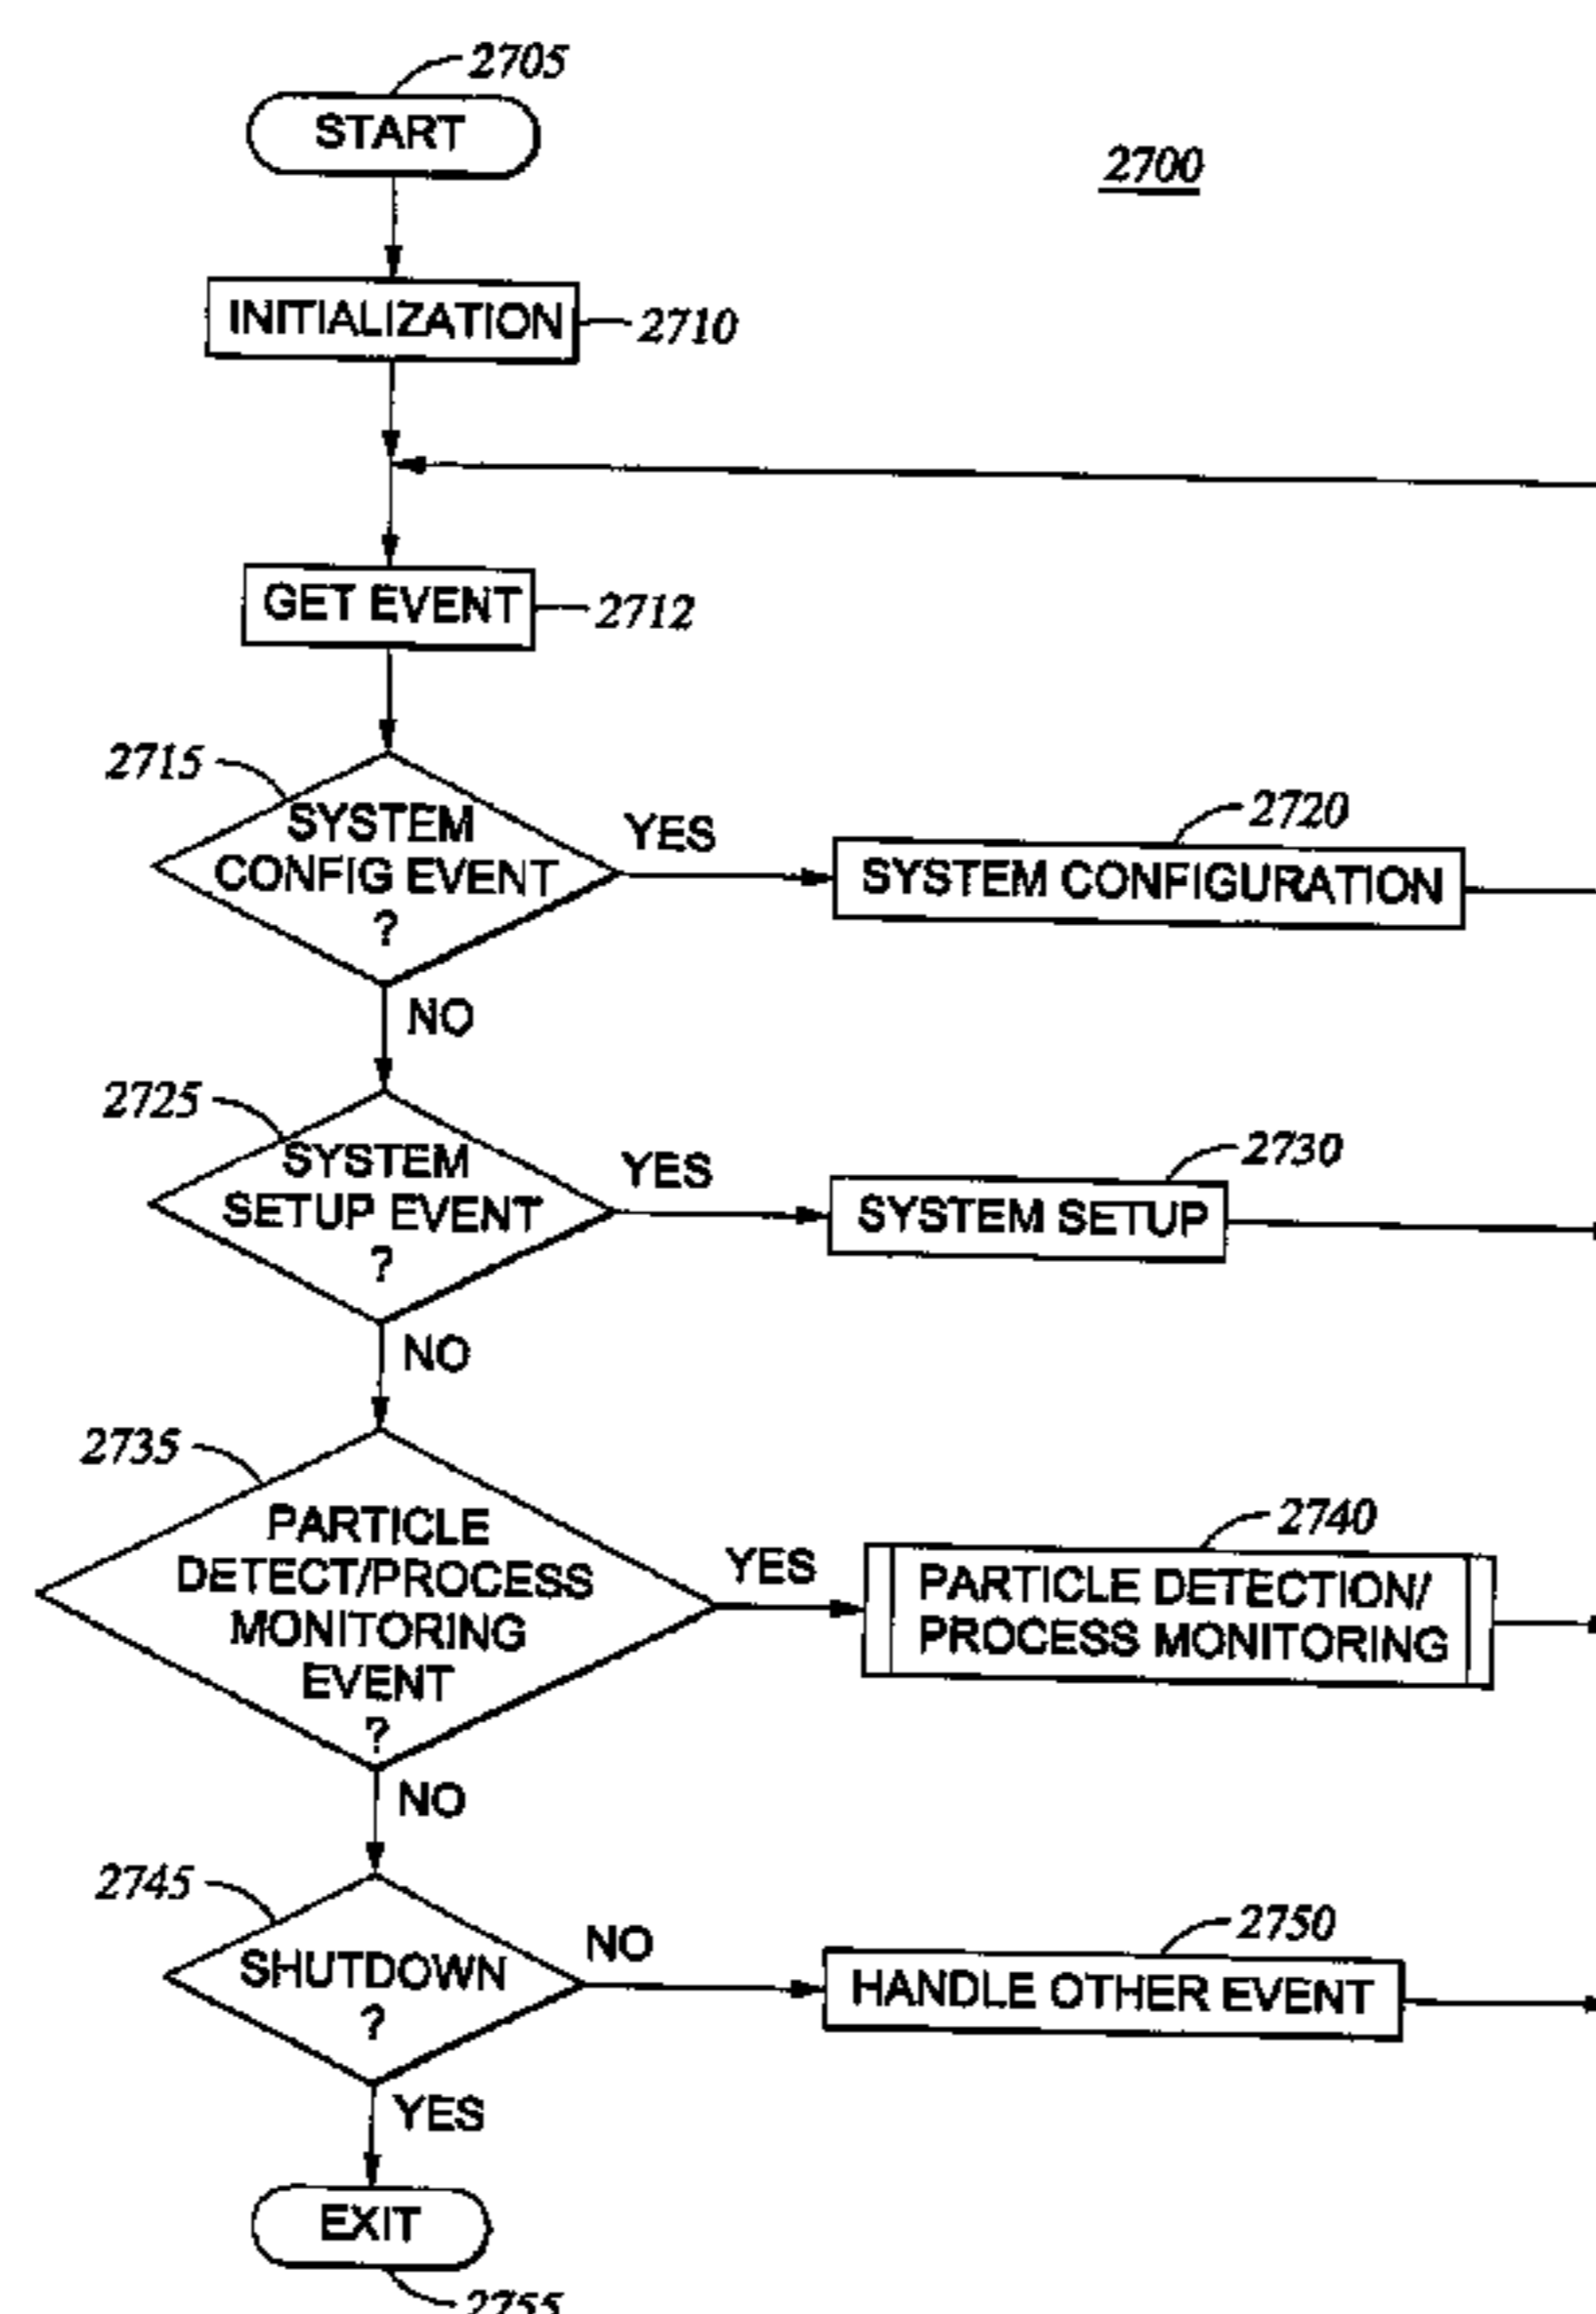 2705
START
2700
INITIALIZATION
2710
GET EVENT
2712
2715
SYSTEM
CONFIG EVENT
?
YES
2720
SYSTEM CONFIGURATION
NO
2725
SYSTEM
SETUP EVENT
?
YES
2730
SYSTEM SETUP
NO
2735
PARTICLE
DETECT/PROCESS
MONITORING
EVENT
?
YES
2740
PARTICLE DETECTION/
PROCESS MONITORING
NO
2745
SHUTDOWN
?
NO
2750
HANDLE OTHER EVENT
YES
EXIT
2755